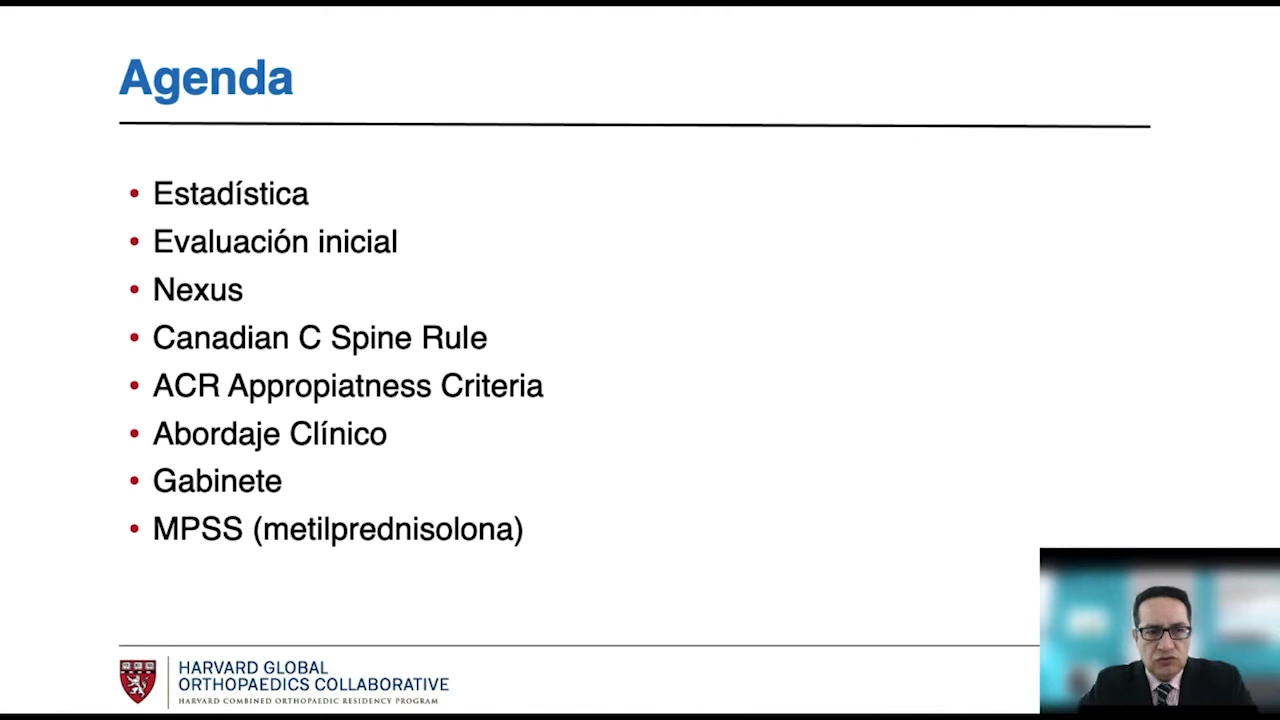 Agenda
• Estadística
• Evaluación inicial
• Nexus
• Canadian C Spine Rule
• ACR Appropiatness Criteria
• Abordaje Clínico
• Gabinete
• MPSS (metilprednisolona)
HARVARD GLOBAL
ORTHOPAEDICS COLLABORATIVE
HARVARD COMBINED ORTHOPAEDIC RESIDENCY PROGRAM